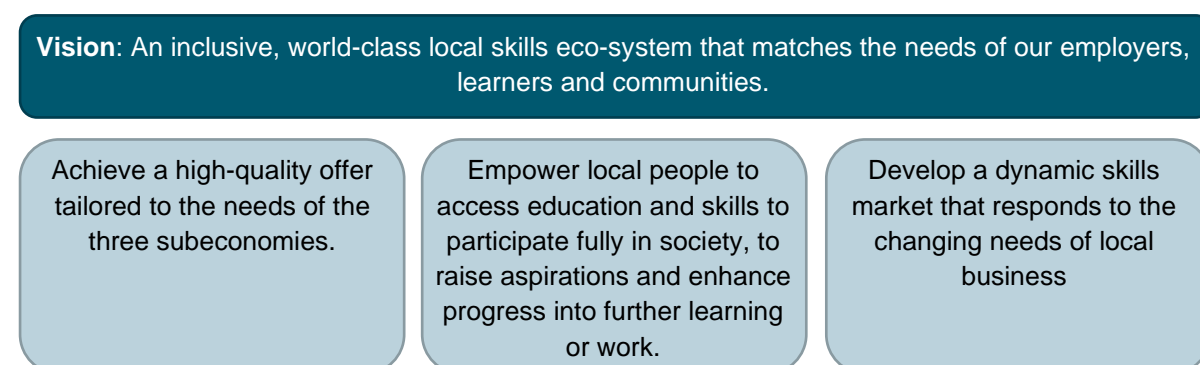 Vision: An inclusive, world-class local skills eco-system that matches the needs of our employers,
learners and communities.
Achieve a high-quality offer
tailored to the needs of the
three subeconomies.
Empower local people to
access education and skills to
participate fully in society, to
raise aspirations and enhance
progress into further learning
or work.
Develop a dynamic skills
market that responds to the
changing needs of local
business